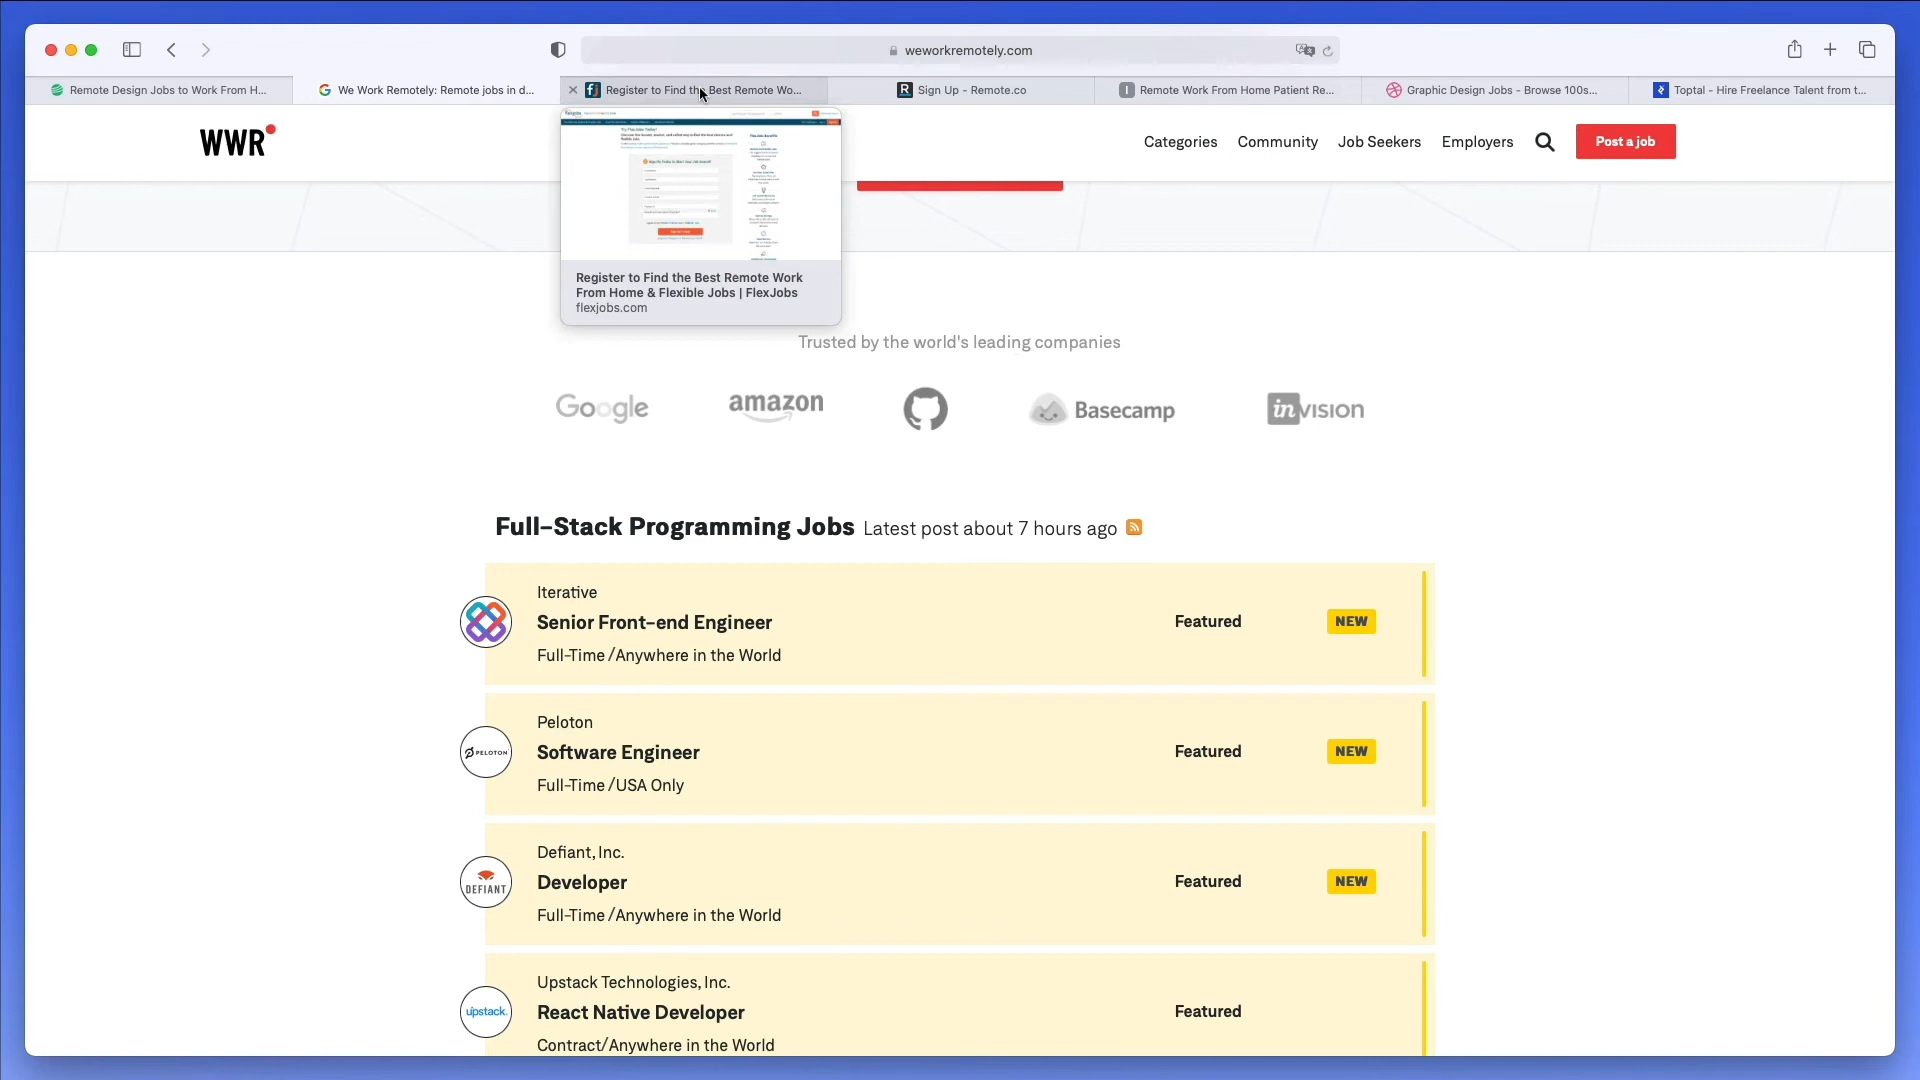 weworkremotely.com
Remote Design Jobs to Work From H...
We Work Remotely: Remote jobs in d...
Register to Find the Best Remote Wo...
Sign Up - Remote.co
Remote Work From Home Patient Re...
Graphic Design Jobs - Browse 100s...
Toptal - Hire Freelance Talent from t...
WWR
Categories
Community
Job Seekers
Employers
Post a job
Register to Find the Best Remote Work
From Home & Flexible Jobs | FlexJobs
flexjobs.com
Trusted by the world's leading companies
Google
amazon
Basecamp
invision
Full-Stack Programming Jobs Latest post about 7 hours ago
Iterative
Senior Front-end Engineer
Full-Time/Anywhere in the World
Featured
NEW
PELOTON
Peloton
Software Engineer
Full-Time/USA Only
Featured
NEW
DEFIANT
Defiant, Inc.
Developer
Full-Time/Anywhere in the World
Featured
NEW
upstack.
Upstack Technologies, Inc.
React Native Developer
Contract/Anywhere in the World
Featured